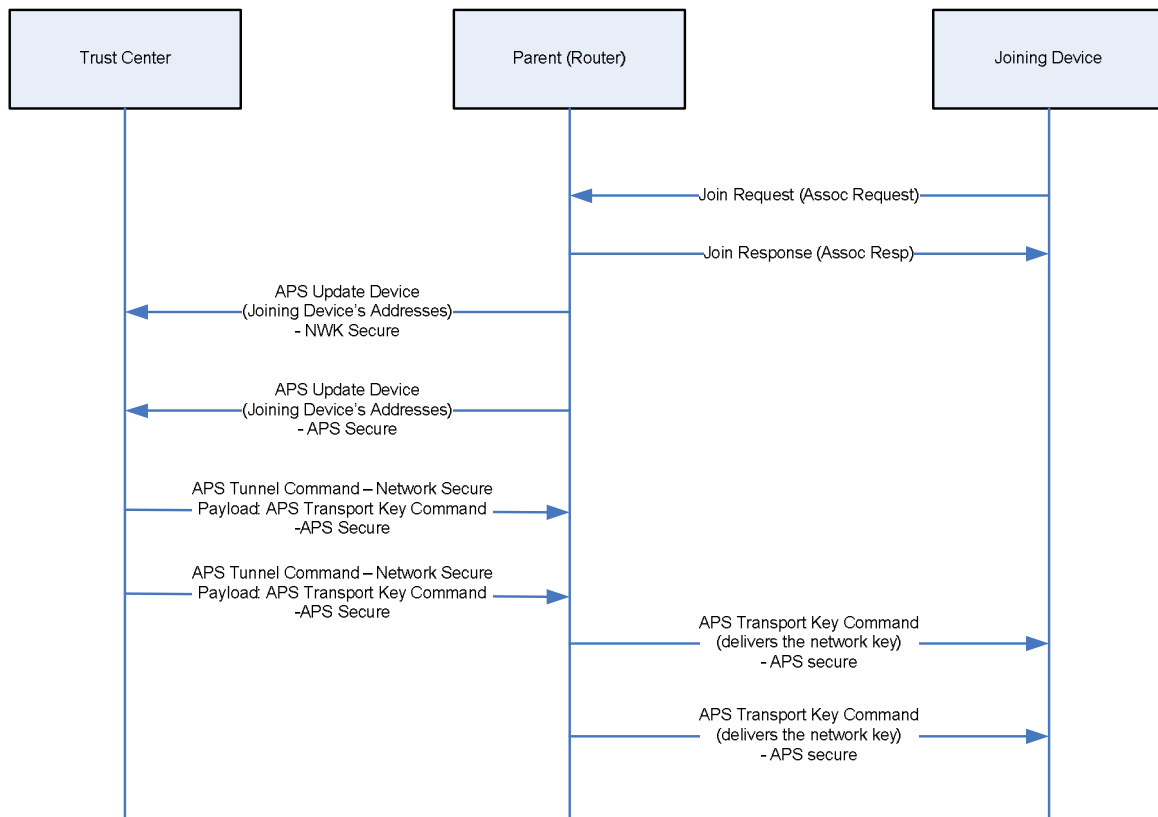 Trust Center
Parent (Router)
Joining Device
Join Request (Assoc Request)
Join Response (Assoc Resp)
APS Update Device
(Joining Device's Addresses)
- NWK Secure
APS Update Device
(Joining Device's Addresses)
- APS Secure
APS Tunnel Command – Network Secure
Payload: APS Transport Key Command
-APS Secure
APS Tunnel Command – Network Secure
Payload: APS Transport Key Command
-APS Secure
APS Transport Key Command
(delivers the network key)
- APS secure
APS Transport Key Command
(delivers the network key)
- APS secure